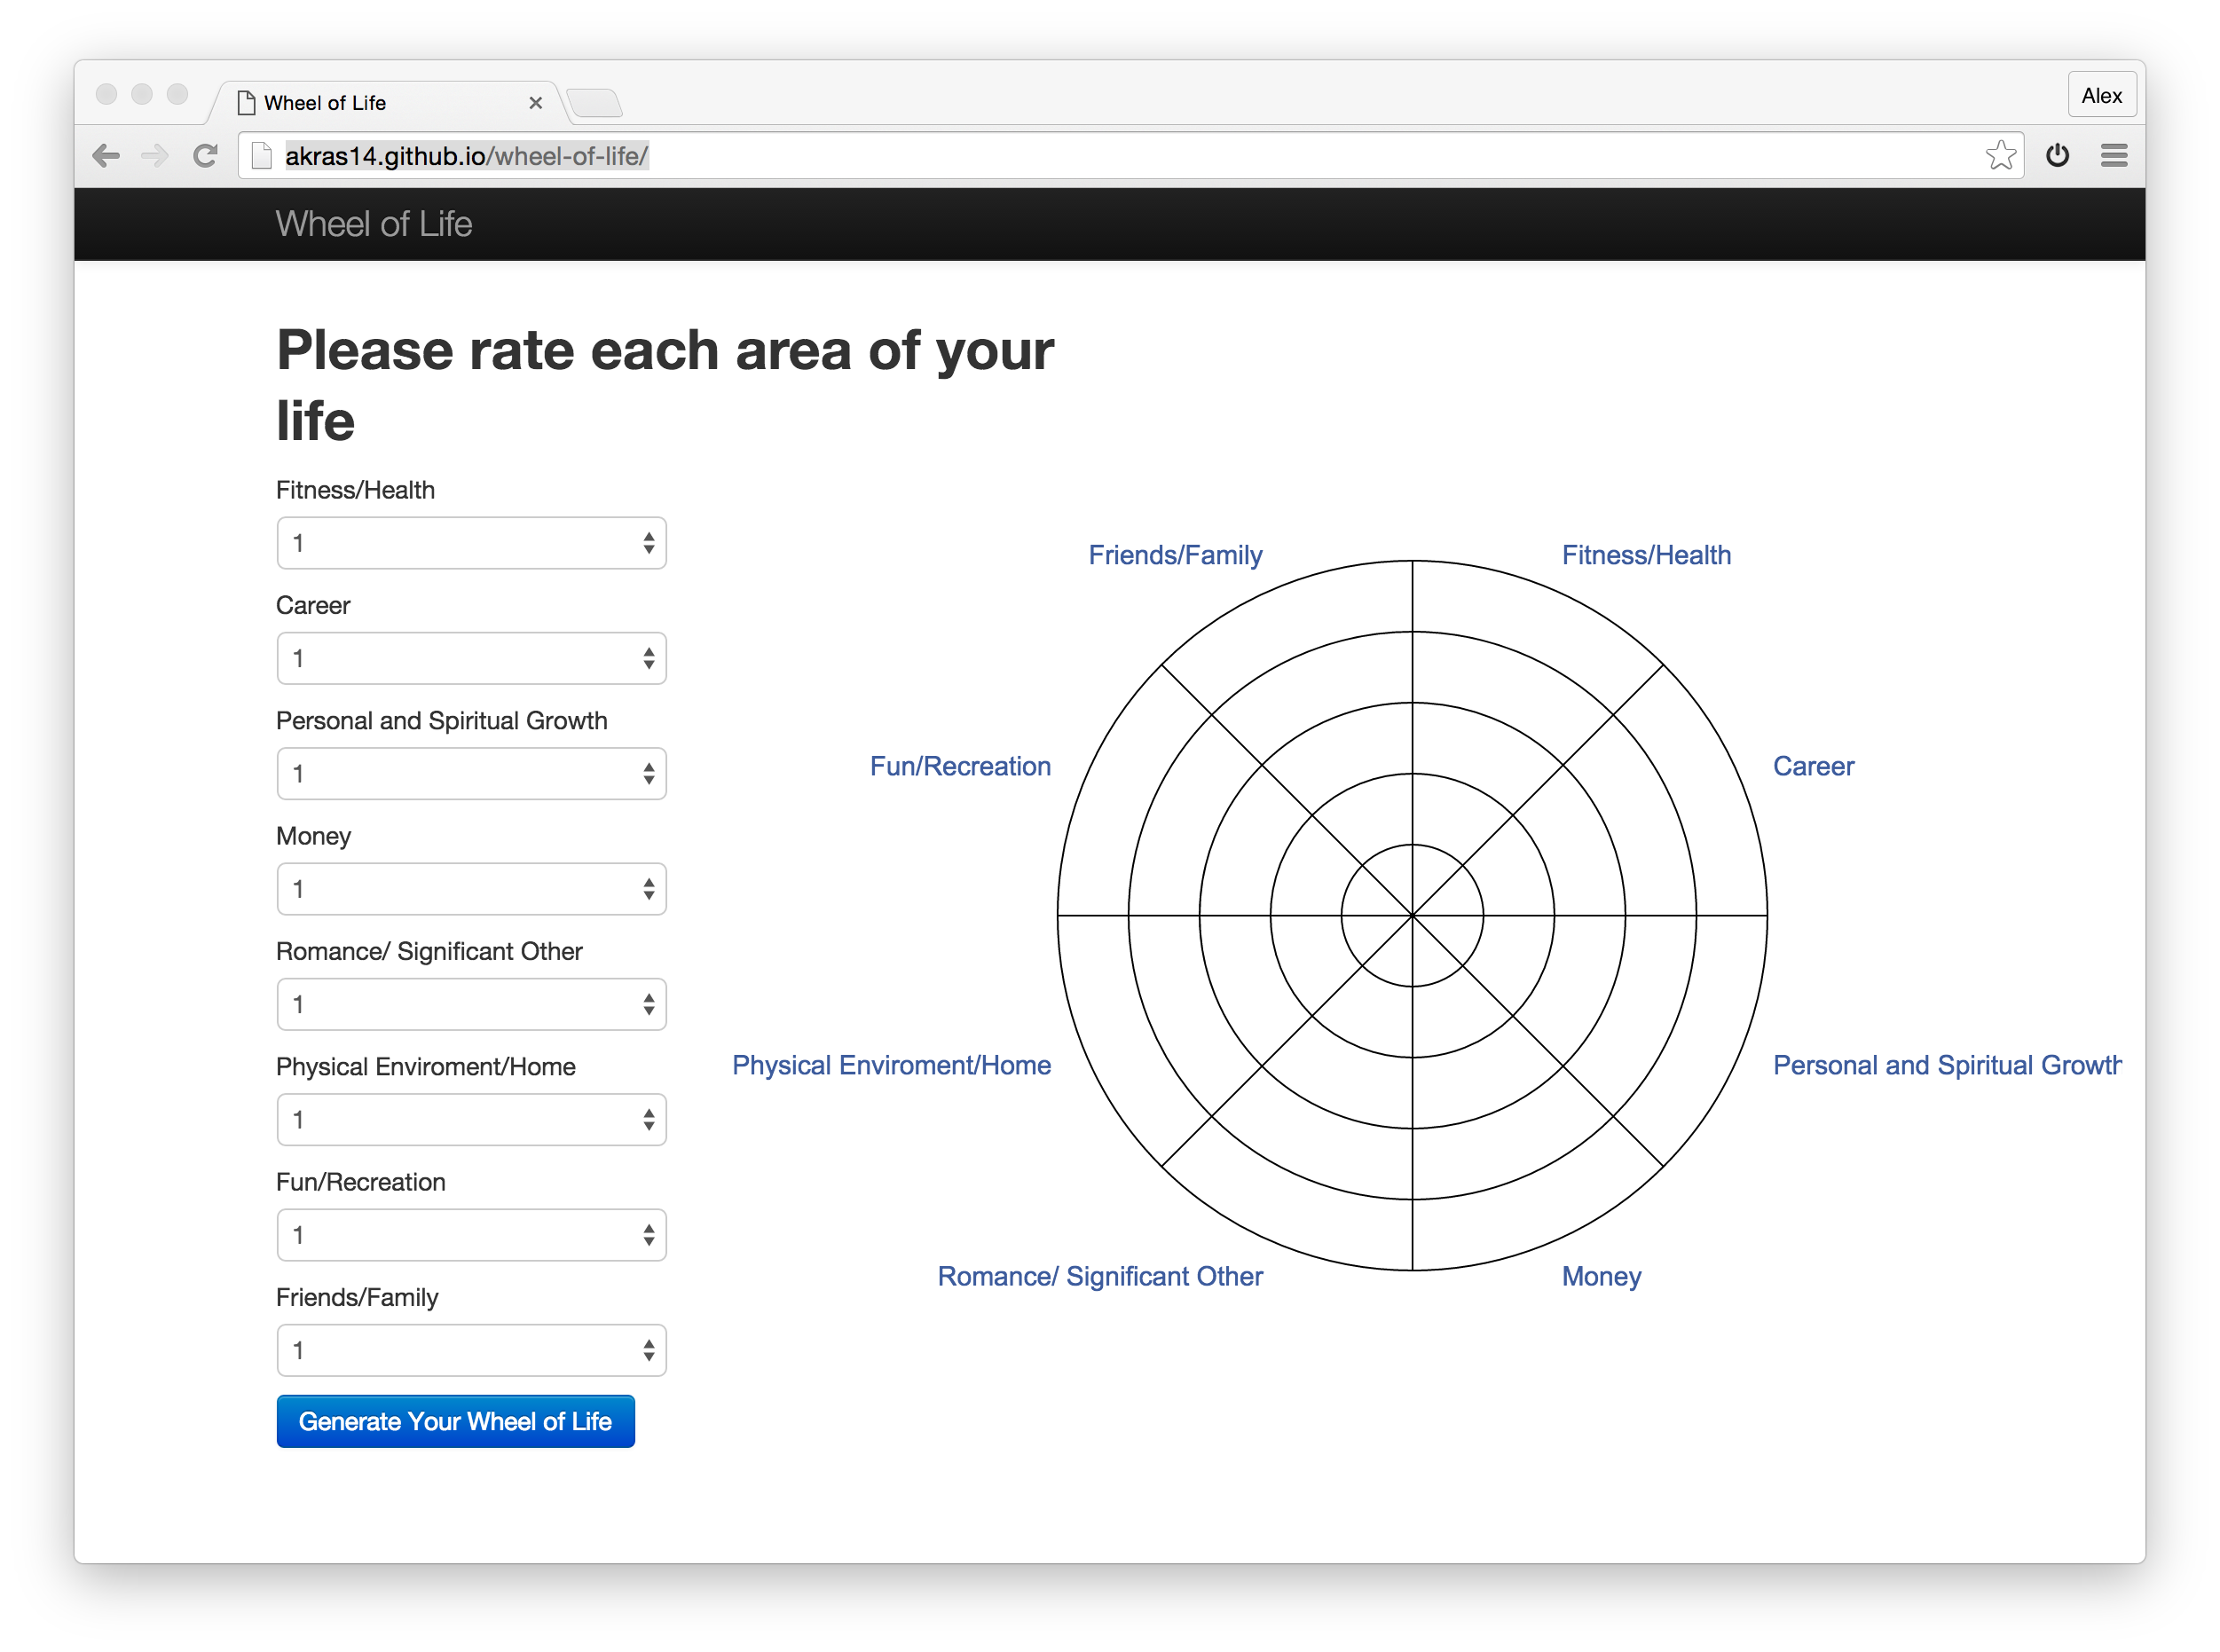 Wheel of Life
Alex
akras14.github.io/wheel-of-life/
Wheel of Life
Please rate each area of your
life
Fitness/Health
1
Career
1
Personal and Spiritual Growth
1
Money
1
Romance/ Significant Other
1
Physical Enviroment/Home
1
Fun/Recreation
1
Friends/Family
1
Generate Your Wheel of Life
Friends/Family
Fitness/Health
Fun/Recreation
Career
Physical Enviroment/Home
Personal and Spiritual Growth
Romance/ Significant Other
Money